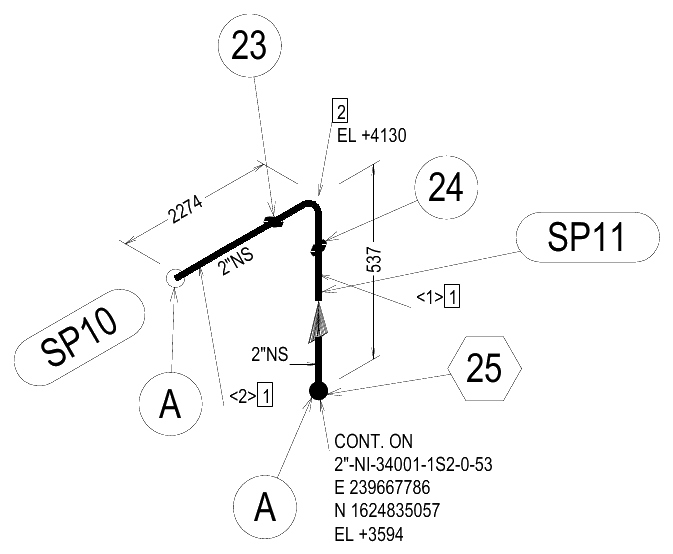 23
2
EL +4130
24
2274
SP11
2"NS
537
<1> 1
SP10
2"NS
25
A
<2> 1
CONT. ON
2"-NI-34001-1S2-0-53
E 239667786
A
N 1624835057
EL +3594